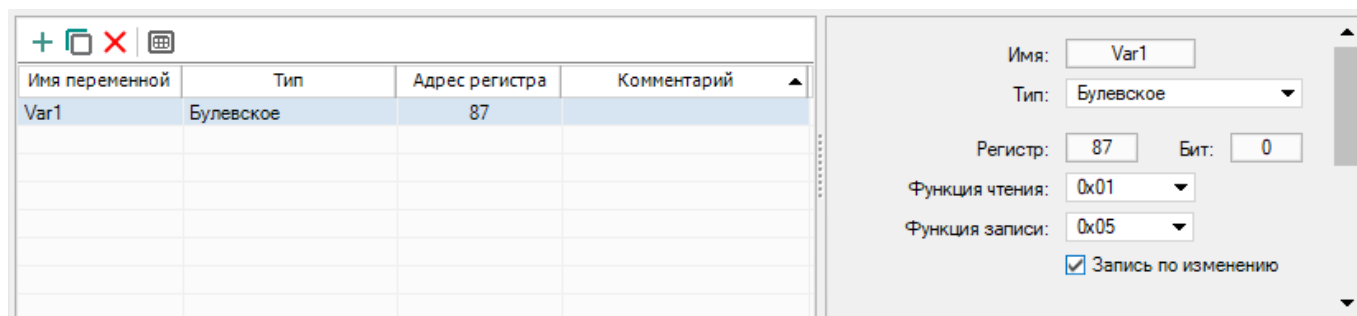 Имя переменной Тип Адрес регистра Комментарий
Var1 Булевское 87
Имя: Var1
Тип: Булевское
Регистр: 87 Бит: 0
Функция чтения: 0x01
Функция записи: 0x05
Запись по изменению